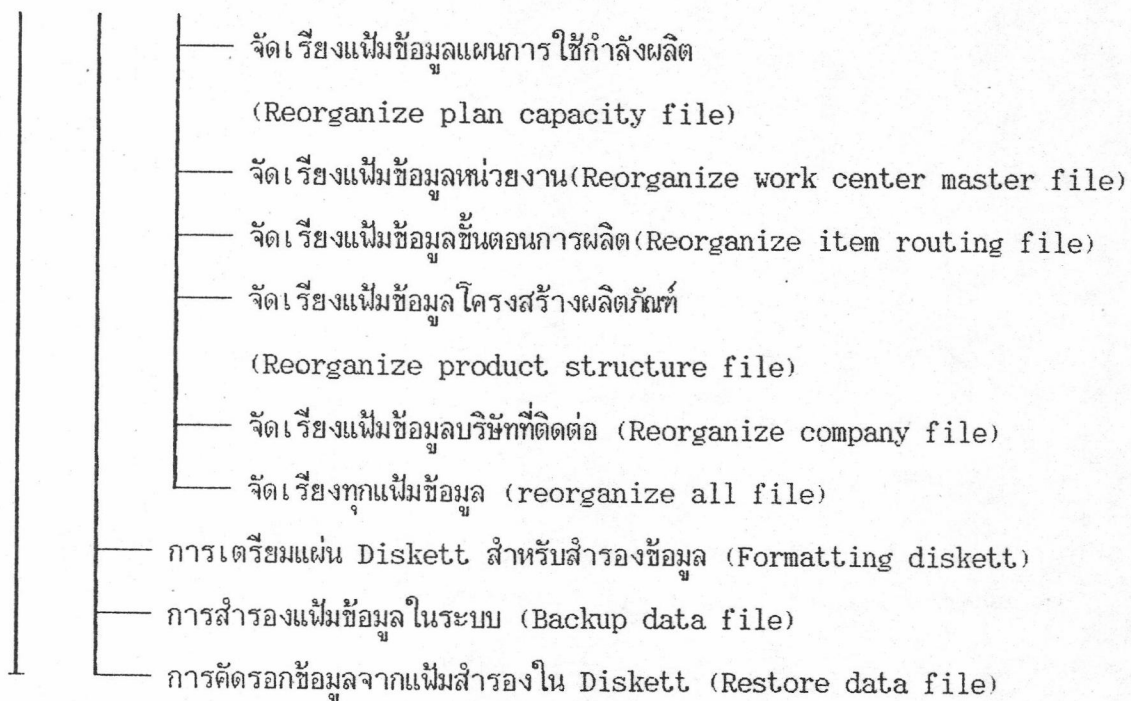 จัดเรียงแฟ้มข้อมูลแผนการใช้กำลังผลิต
(Reorganize plan capacity file)
จัดเรียงแฟ้มข้อมูลหน่วยงาน(Reorganize work center master file)
จัดเรียงแฟ้มข้อมูลขั้นตอนการผลิต(Reorganize item routing file)
จัดเรียงแฟ้มข้อมูลโครงสร้างผลิตภัณฑ์
(Reorganize product structure file)
จัดเรียงแฟ้มข้อมูลบริษัทที่ติดต่อ (Reorganize company file)
จัดเรียงทุกแฟ้มข้อมูล (reorganize all file)
การเตรียมแผ่น Diskett สำหรับสำรองข้อมูล (Formatting diskett)
การสำรองแฟ้มข้อมูลในระบบ (Backup data file)
การคัดรอกข้อมูลจากแฟ้มสำรองใน Diskett (Restore data file)